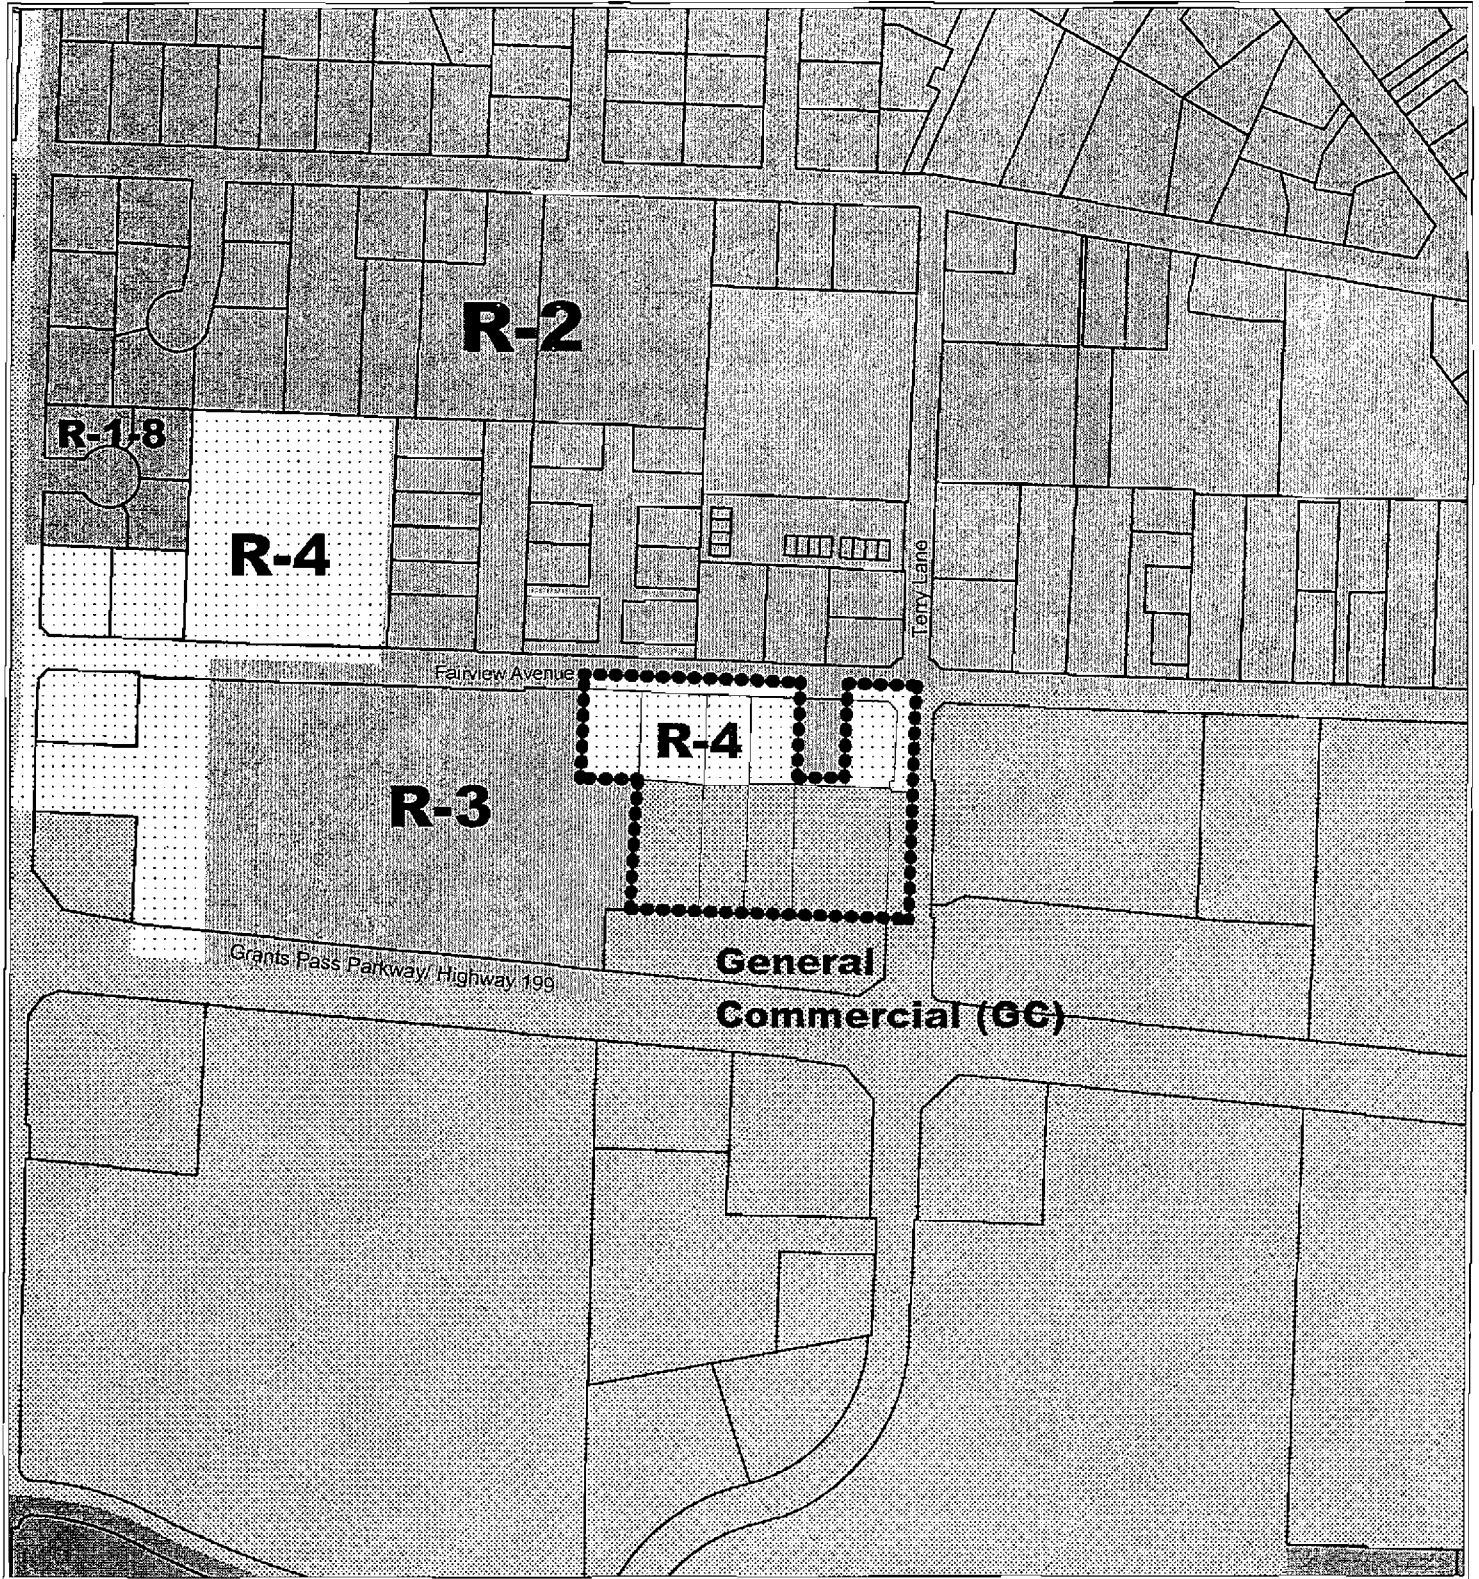 R-2
R-1-8
R-4
Terry Lane
Fairview Avenue
R-4
R-3
Grants Pass Parkway/ Highway 199
General
Commercial (GC)